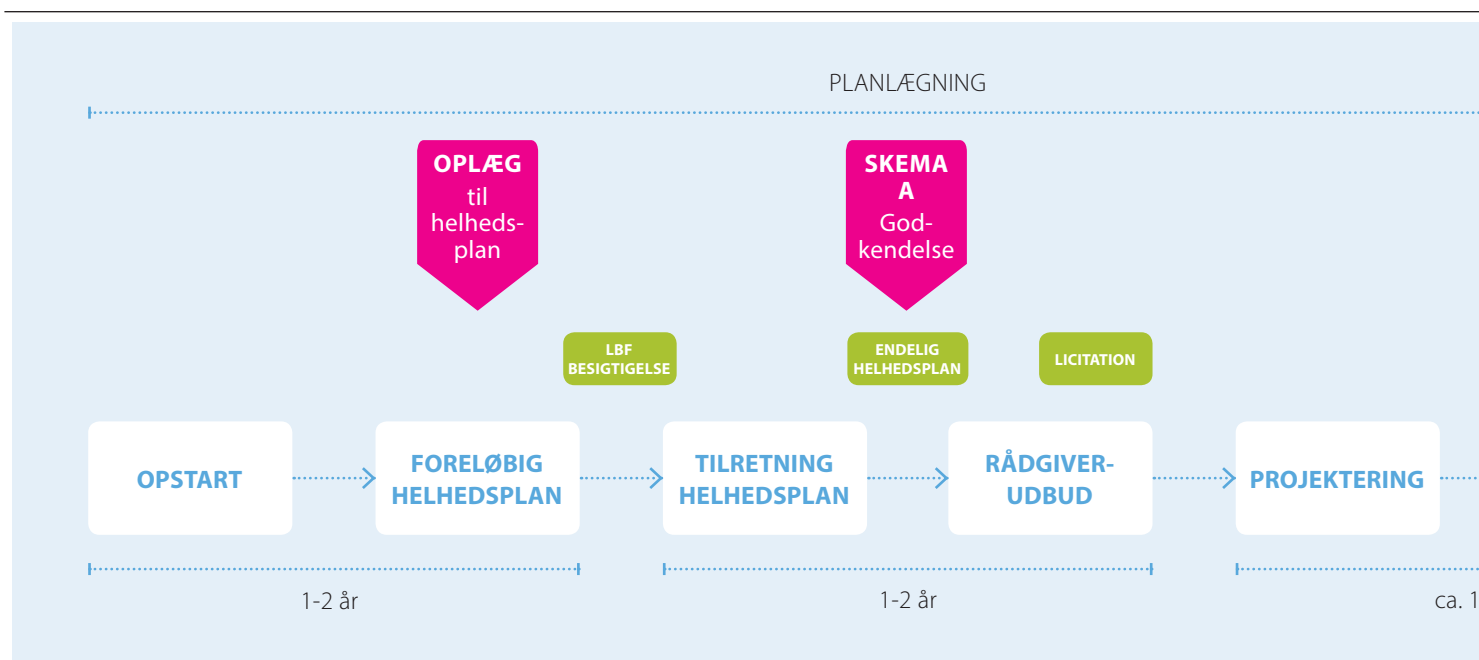 PLANLÆGNING
OPLÆG
til
helheds-
plan
SKEMA
A
God-
kendelse
LBF
BESIGTIGELSE
ENDELIG
HELHEDSPLAN
LICITATION
OPSTART
FORELØBIG
HELHEDSPLAN
TILRETNING
HELHEDSPLAN
RÅDGIVER-
UDBUD
PROJEKTERING
1-2 år
1-2 år
ca. 1